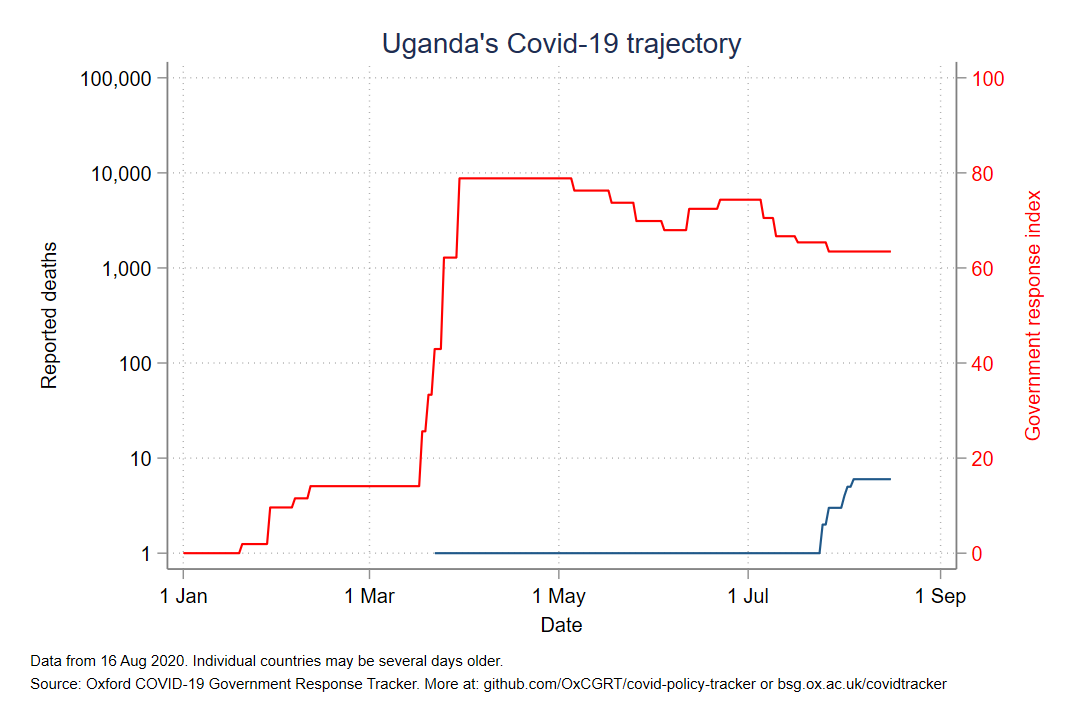 Uganda's Covid-19 trajectory
100,000
10,000
1,000
100
10
1
Reported deaths
100
80
60
40
20
0
Government response index
1 Jan
1 Mar
1 May
1 Jul
1 Sep
Date
Data from 16 Aug 2020. Individual countries may be several days older.
Source: Oxford COVID-19 Government Response Tracker. More at: github.com/OxCGRT/covid-policy-tracker or bsg.ox.ac.uk/covidtracker